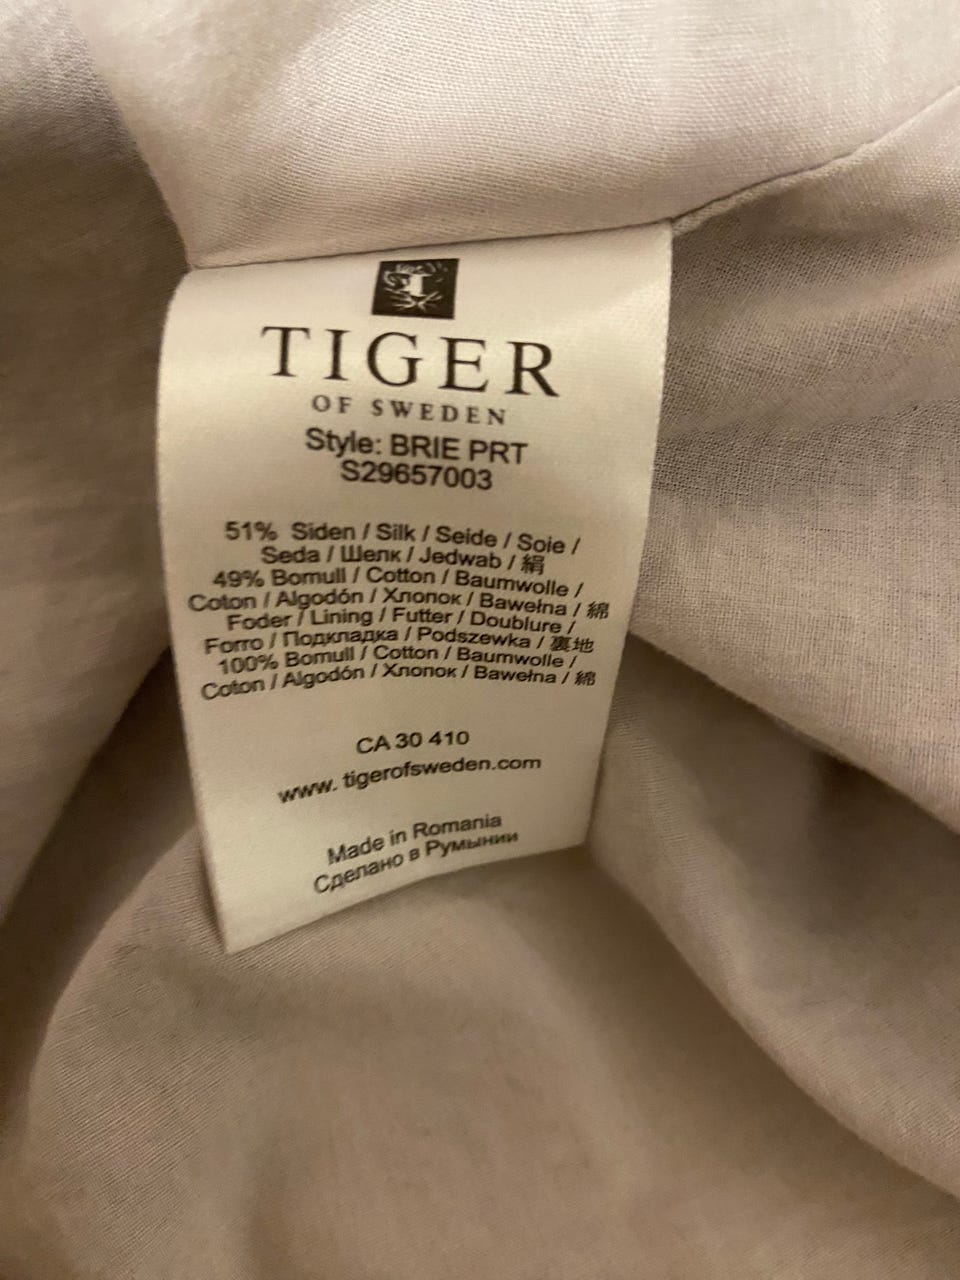 TIGER
OF SWEDEN
Style: BRIE PRT
S29657003
51% Siden / Silk / Seide / Soie /
Seda / Шелк / Jedwab / 絹
49% Bomull / Cotton / Baumwolle /
Coton / Algodón / Хлопок / Bawełna / 綿
Foder / Lining / Futter / Doublure /
Forro / Подкладка / Podszewka / 裏地
100% Bomull / Cotton / Baumwolle /
Coton / Algodón / Хлопок / Bawełna / 綿
CA 30 410
www. tigerofsweden.com
Made in Romania
Сделано в Румынии